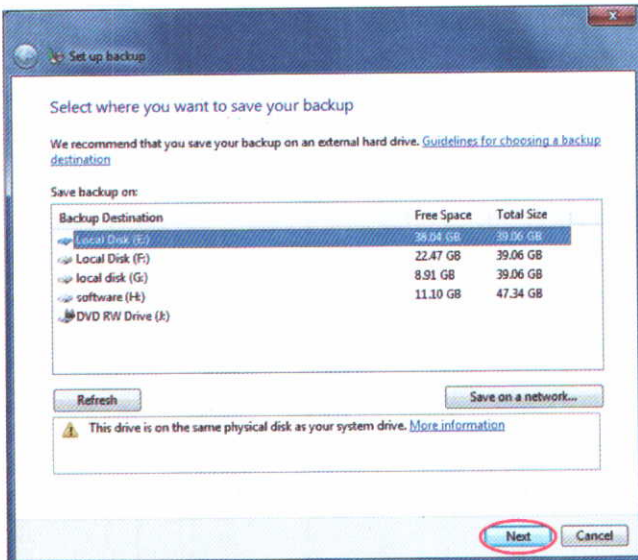 x
Set up backup
Select where you want to save your backup
We recommend that you save your backup on an external hard drive. Guidelines for choosing a backup
destination
Save backup on:
Backup Destination Free Space Total Size
Local Disk (E:) 38.04 GB 39.06 GB
Local Disk (F:) 22.47 GB 39.06 GB
local disk (G:) 8.91 GB 39.06 GB
software (H:) 11.10 GB 47.34 GB
DVD RW Drive (J:)
Refresh Save on a network...
This drive is on the same physical disk as your system drive. More information
Next Cancel